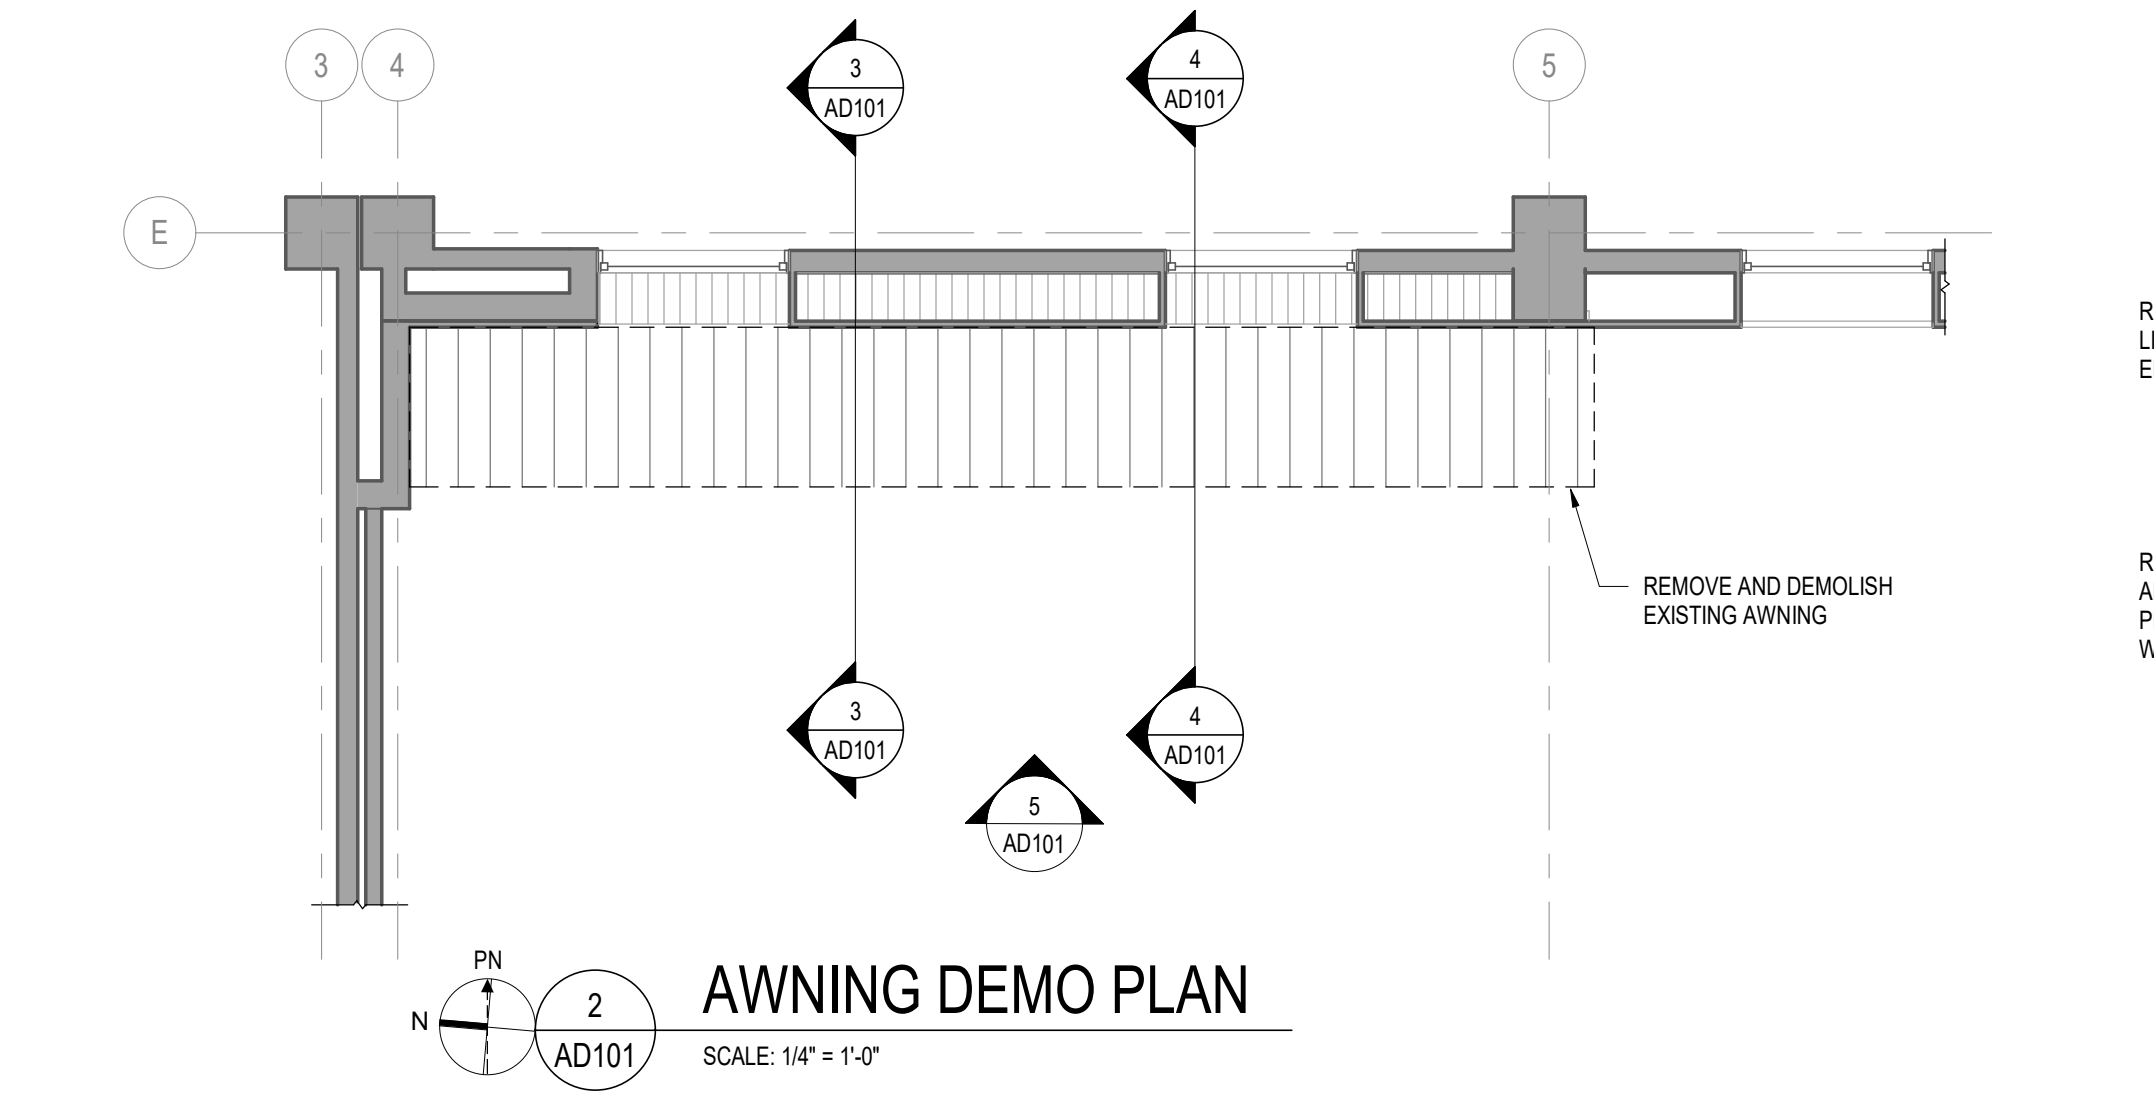 3
4
3
AD101
4
AD101
5
E
REMOVE AND DEMOLISH
EXISTING AWNING
3
AD101
4
AD101
5
AD101
PN
N
2
AD101
AWNING DEMO PLAN
SCALE: 1/4" = 1'-0"